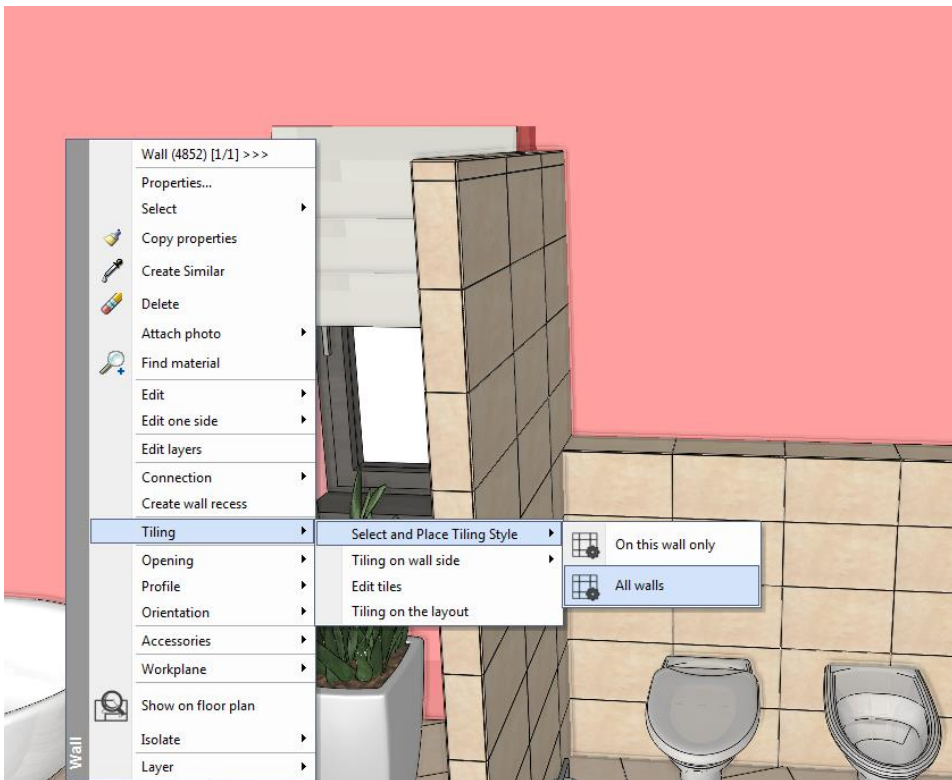 Wall (4852) [1/1] >>>
Properties...
Select
Copy properties
Create Similar
Delete
Attach photo
Find material
Edit
Edit one side
Edit layers
Connection
Create wall recess
Tiling
Opening
Profile
Orientation
Accessories
Workplane
Show on floor plan
Isolate
Layer
Wall
Select and Place Tiling Style
Tiling on wall side
Edit tiles
Tiling on the layout
On this wall only
All walls